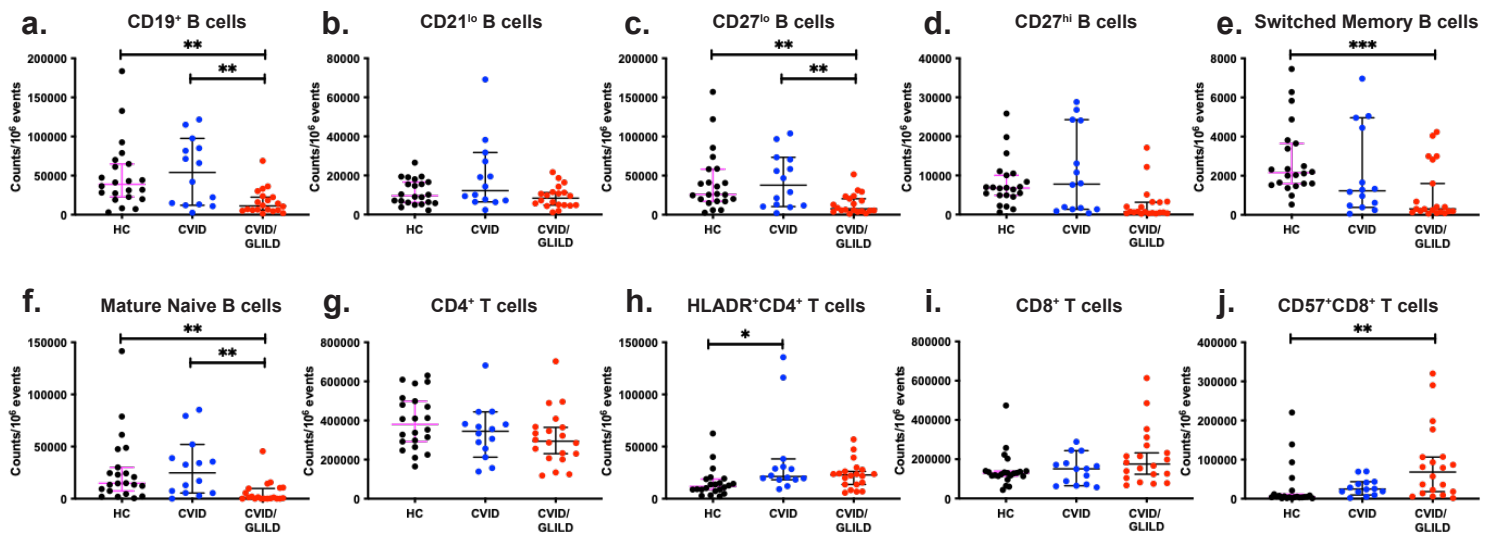 a. CD19⁺ B cells
**
**
Counts/10⁶ events
200000
150000
100000
50000
0
HC
CVID
CVID/
GLILD
b. CD21ˡᵒ B cells
Counts/10⁶ events
80000
60000
40000
20000
0
HC
CVID
CVID/
GLILD
c. CD27ˡᵒ B cells
**
**
Counts/10⁶ events
200000
150000
100000
50000
0
HC
CVID
CVID/
GLILD
d. CD27ʰⁱ B cells
Counts/10⁶ events
40000
30000
20000
10000
0
HC
CVID
CVID/
GLILD
e. Switched Memory B cells
***
Counts/10⁶ events
8000
6000
4000
2000
0
HC
CVID
CVID/
GLILD
f. Mature Naive B cells
**
**
Counts/10⁶ events
150000
100000
50000
0
HC
CVID
CVID/
GLILD
g. CD4⁺ T cells
Counts/10⁶ events
800000
600000
400000
200000
0
HC
CVID
CVID/
GLILD
h. HLADR⁺CD4⁺ T cells
*
Counts/10⁶ events
150000
100000
50000
0
HC
CVID
CVID/
GLILD
i. CD8⁺ T cells
Counts/10⁶ events
800000
600000
400000
200000
0
HC
CVID
CVID/
GLILD
j. CD57⁺CD8⁺ T cells
**
Counts/10⁶ events
400000
300000
200000
100000
0
HC
CVID
CVID/
GLILD